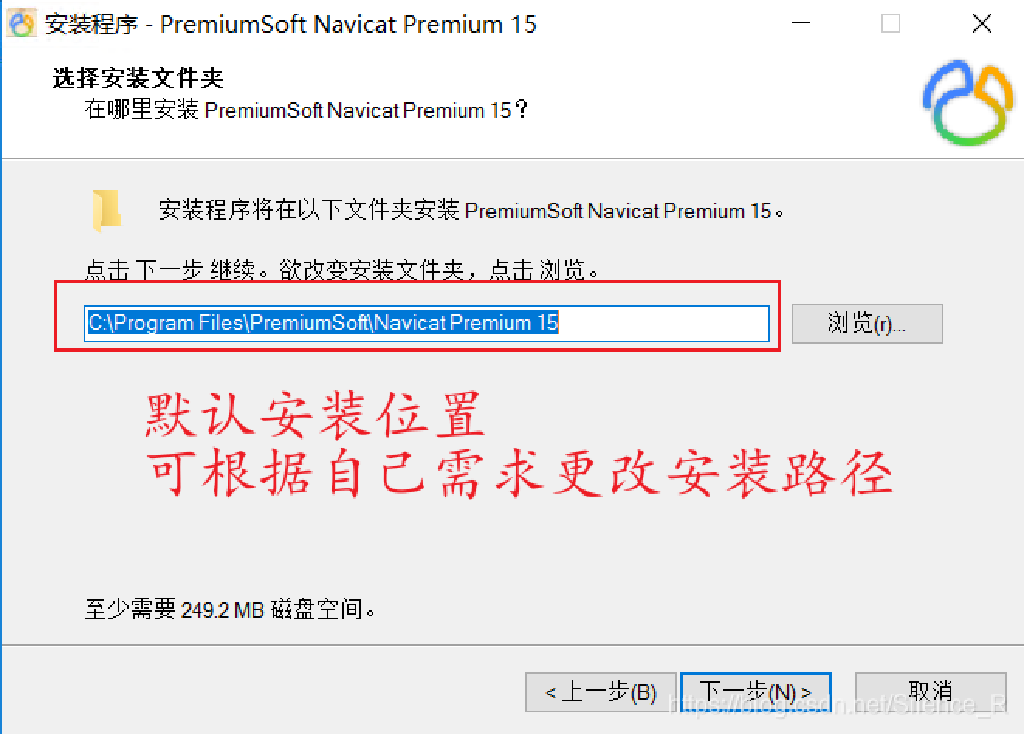 安装程序 - PremiumSoft Navicat Premium 15
选择安装文件夹
在哪里安装 PremiumSoft Navicat Premium 15？
安装程序将在以下文件夹安装 PremiumSoft Navicat Premium 15。
点击 下一步 继续。欲改变安装文件夹，点击 浏览。
C:\Program Files\PremiumSoft\Navicat Premium 15
浏览(r)...
默认安装位置
可根据自己需求更改安装路径
至少需要 249.2 MB 磁盘空间。
< 上一步(B)
下一步(N) >
取消
https://blog.csdn.net/Silence_R